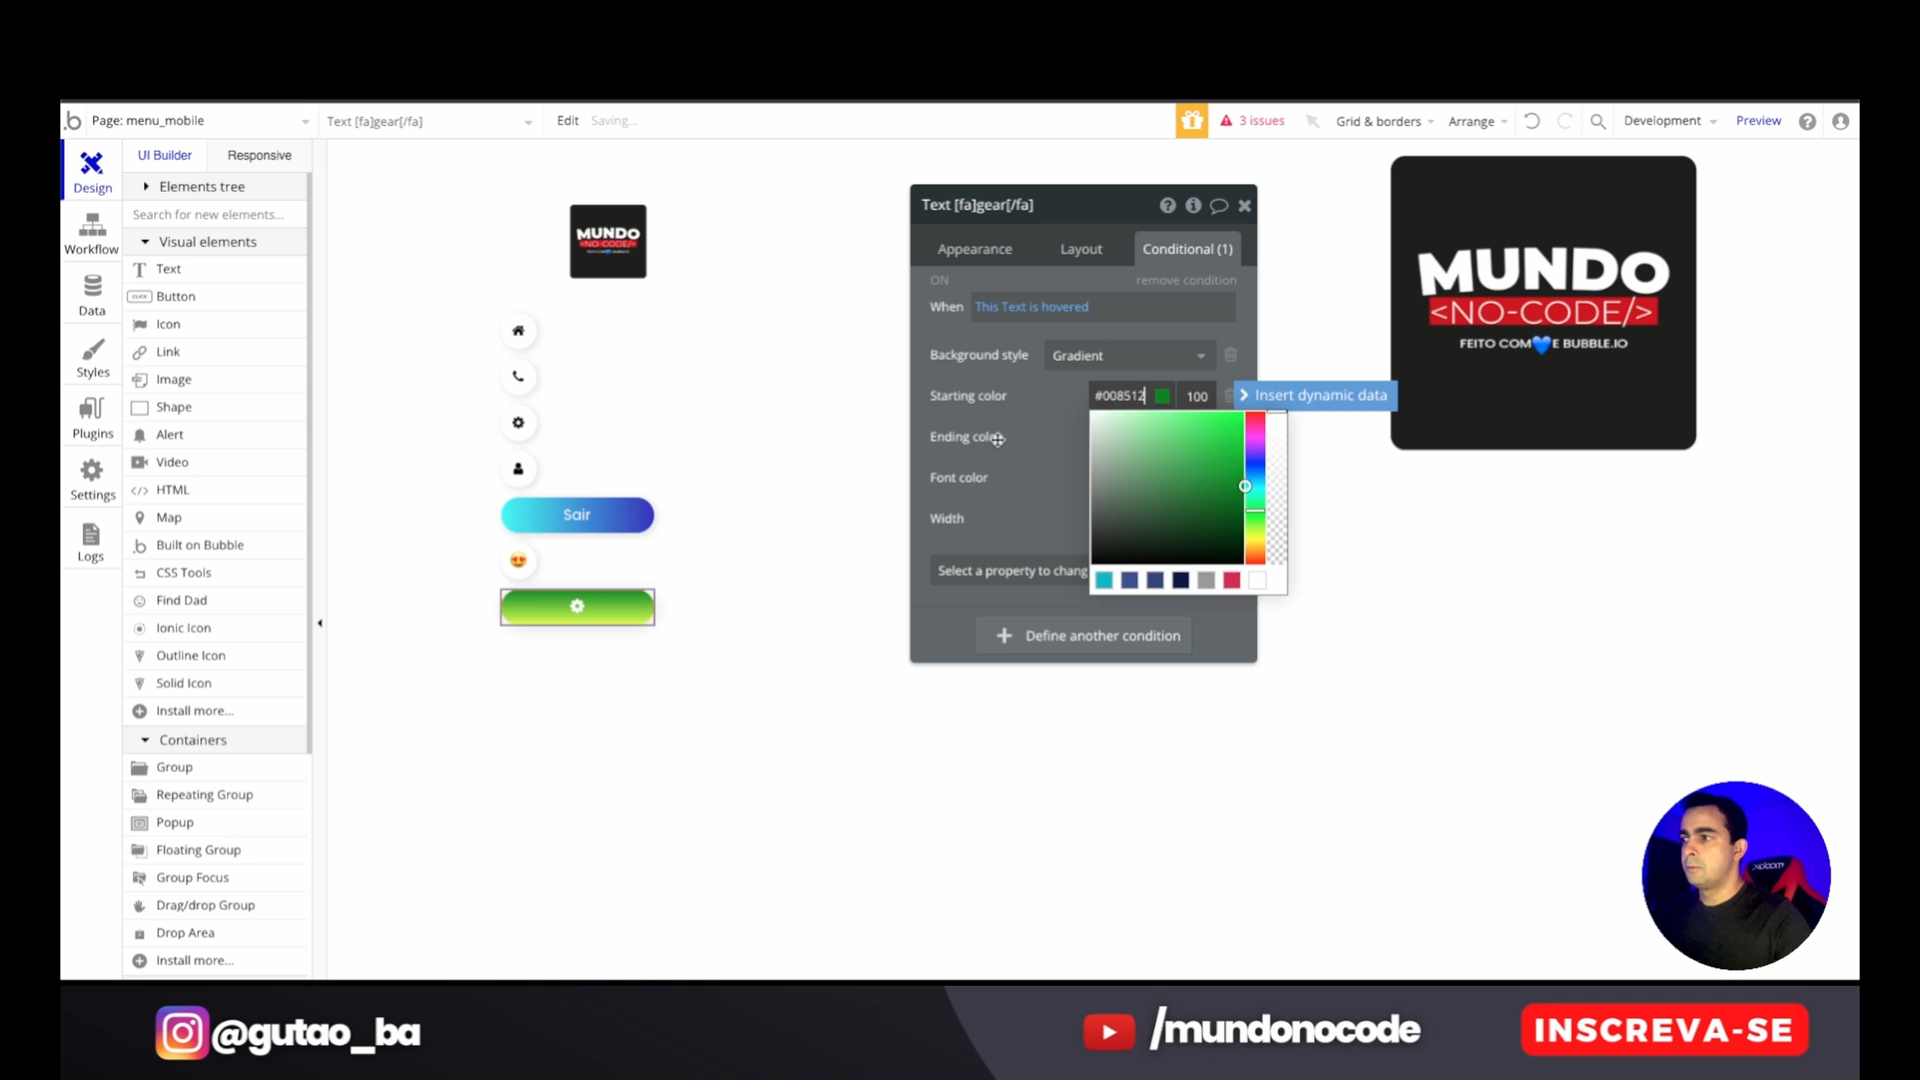 Page: menu_mobile
Text [fa]gear[/fa]
Edit
Saving...
3 issues
Grid & borders
Arrange
Development
Preview
Design
Workflow
Data
Styles
Plugins
Settings
Logs
UI Builder
Responsive
Elements tree
Search for new elements...
Visual elements
Text
CLICK
Button
Icon
Link
Image
Shape
Alert
Video
HTML
Map
Built on Bubble
CSS Tools
Find Dad
Ionic Icon
Outline Icon
Solid Icon
Install more...
Containers
Group
Repeating Group
Popup
Floating Group
Group Focus
Drag/drop Group
Drop Area
Install more...
MUNDO
<NO-CODE/>
Sair
Text [fa]gear[/fa]
Appearance
Layout
Conditional (1)
ON
remove condition
When
This Text is hovered
Background style
Gradient
Starting color
#008512
100
Insert dynamic data
Ending colo
Font color
Width
Select a property to chang
Define another condition
MUNDO
<NO-CODE/>
FEITO COM💙E BUBBLE.IO
xdoom
@gutao_ba
/mundonocode
INSCREVA-SE